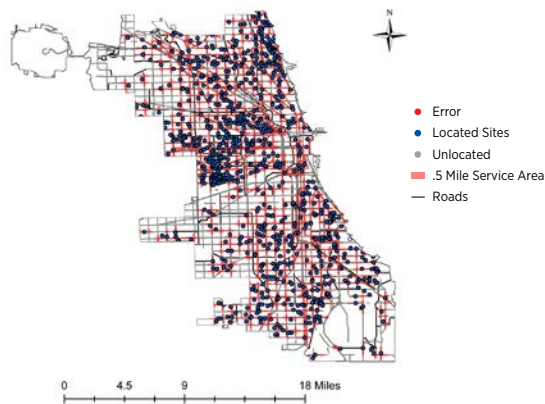 N
Error
Located Sites
Unlocated
.5 Mile Service Area
Roads
0 4.5 9 18 Miles